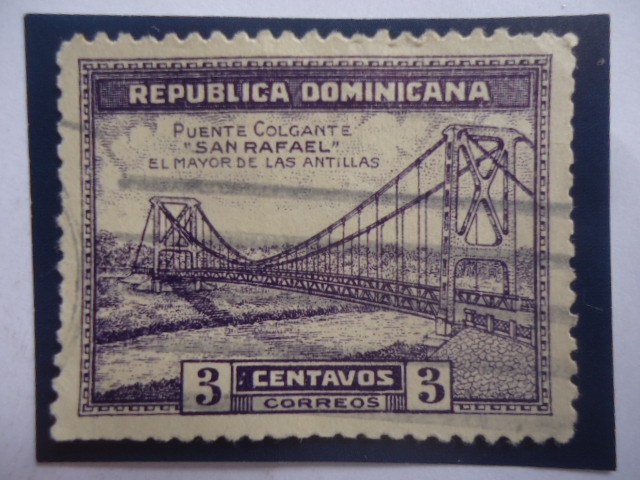 REPUBLICA DOMINICANA
PUENTE COLGANTE
"SAN RAFAEL"
EL MAYOR DE LAS ANTILLAS
3 CENTAVOS 3
CORREOS